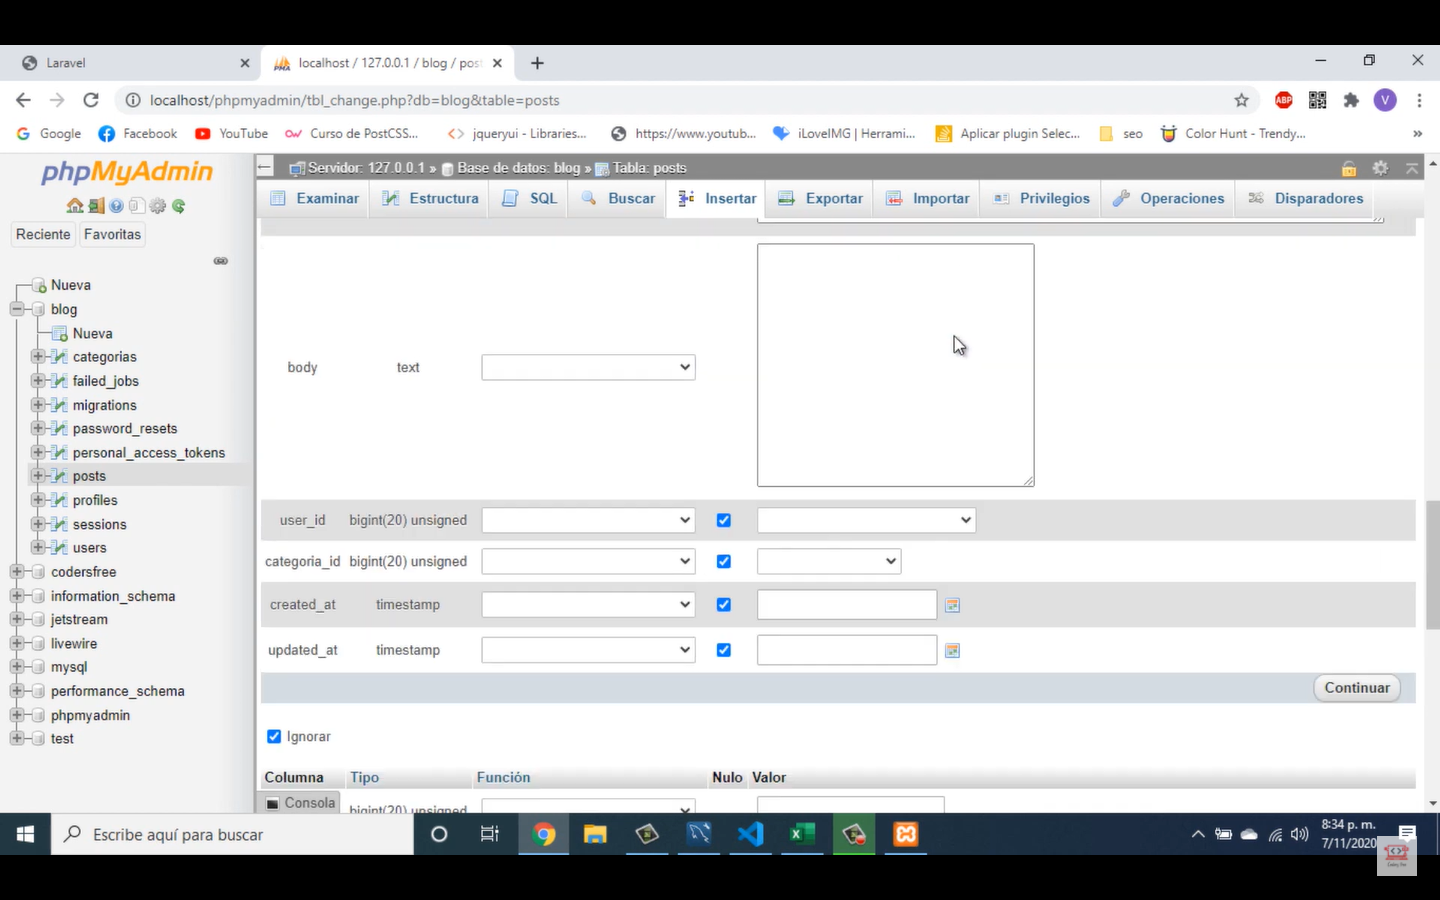 Laravel
localhost / 127.0.0.1 / blog / pos
localhost/phpmyadmin/tbl_change.php?db=blog&table=posts
ABP
V
Google
Facebook
YouTube
Curso de PostCSS...
jqueryui - Libraries...
https://www.youtub...
iLoveIMG | Herrami...
Aplicar plugin Selec...
seo
Color Hunt - Trendy...
»
phpMyAdmin
Reciente
Favoritas
Nueva
blog
Nueva
categorias
failed_jobs
migrations
password_resets
personal_access_tokens
posts
profiles
sessions
users
codersfree
information_schema
jetstream
livewire
mysql
performance_schema
phpmyadmin
test
Servidor: 127.0.0.1 » Base de datos: blog » Tabla: posts
Examinar
Estructura
SQL
Buscar
Insertar
Exportar
Importar
Privilegios
Operaciones
Disparadores
body text
user_id bigint(20) unsigned
categoria_id bigint(20) unsigned
created_at timestamp
updated_at timestamp
Continuar
Ignorar
Columna Tipo Función Nulo Valor
bigint(20) unsigned
Consola
Escribe aquí para buscar
8:34 p. m.
7/11/2020